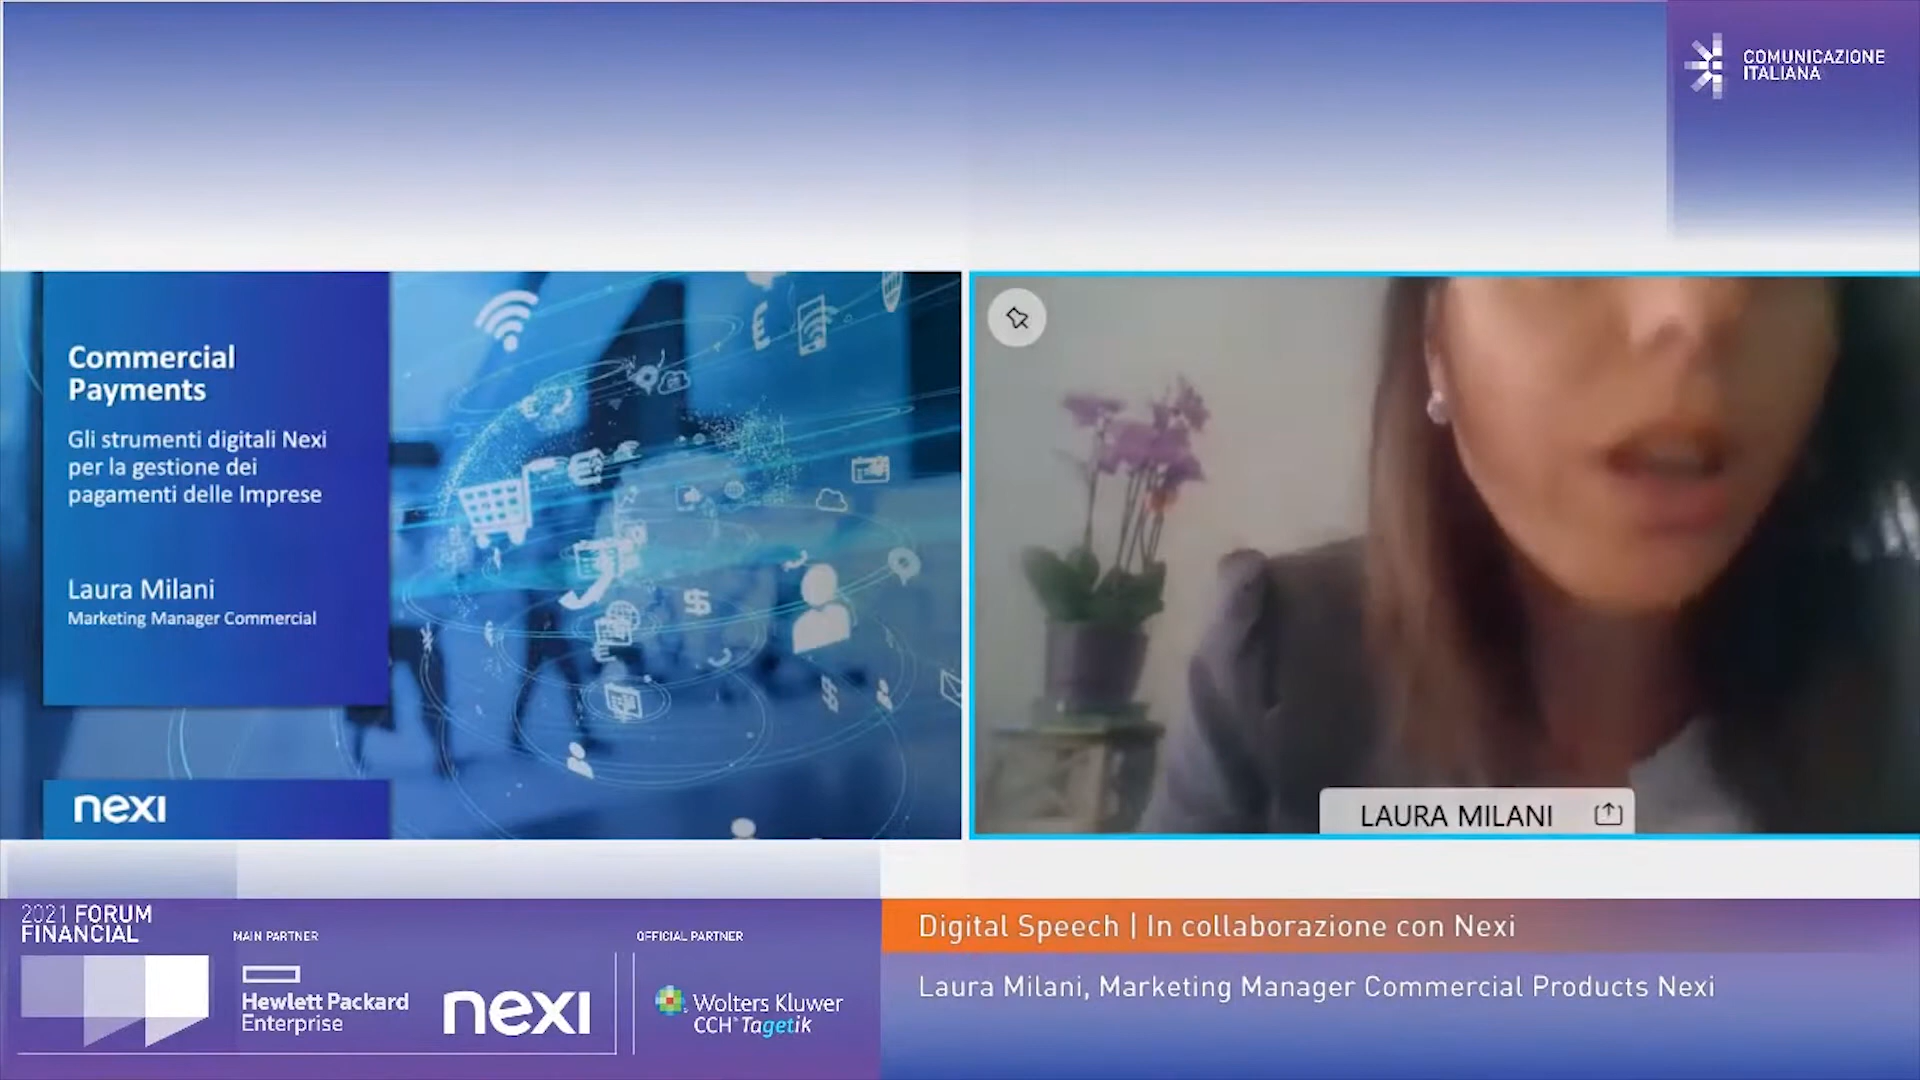 COMUNICAZIONE
ITALIANA
Commercial
Payments
Gli strumenti digitali Nexi
per la gestione dei
pagamenti delle Imprese
Laura Milani
Marketing Manager Commercial
nexi
LAURA MILANI
2021 FORUM
FINANCIAL
MAIN PARTNER
Hewlett Packard
Enterprise
nexi
OFFICIAL PARTNER
Wolters Kluwer
CCH® Tagetik
Digital Speech | In collaborazione con Nexi
Laura Milani, Marketing Manager Commercial Products Nexi